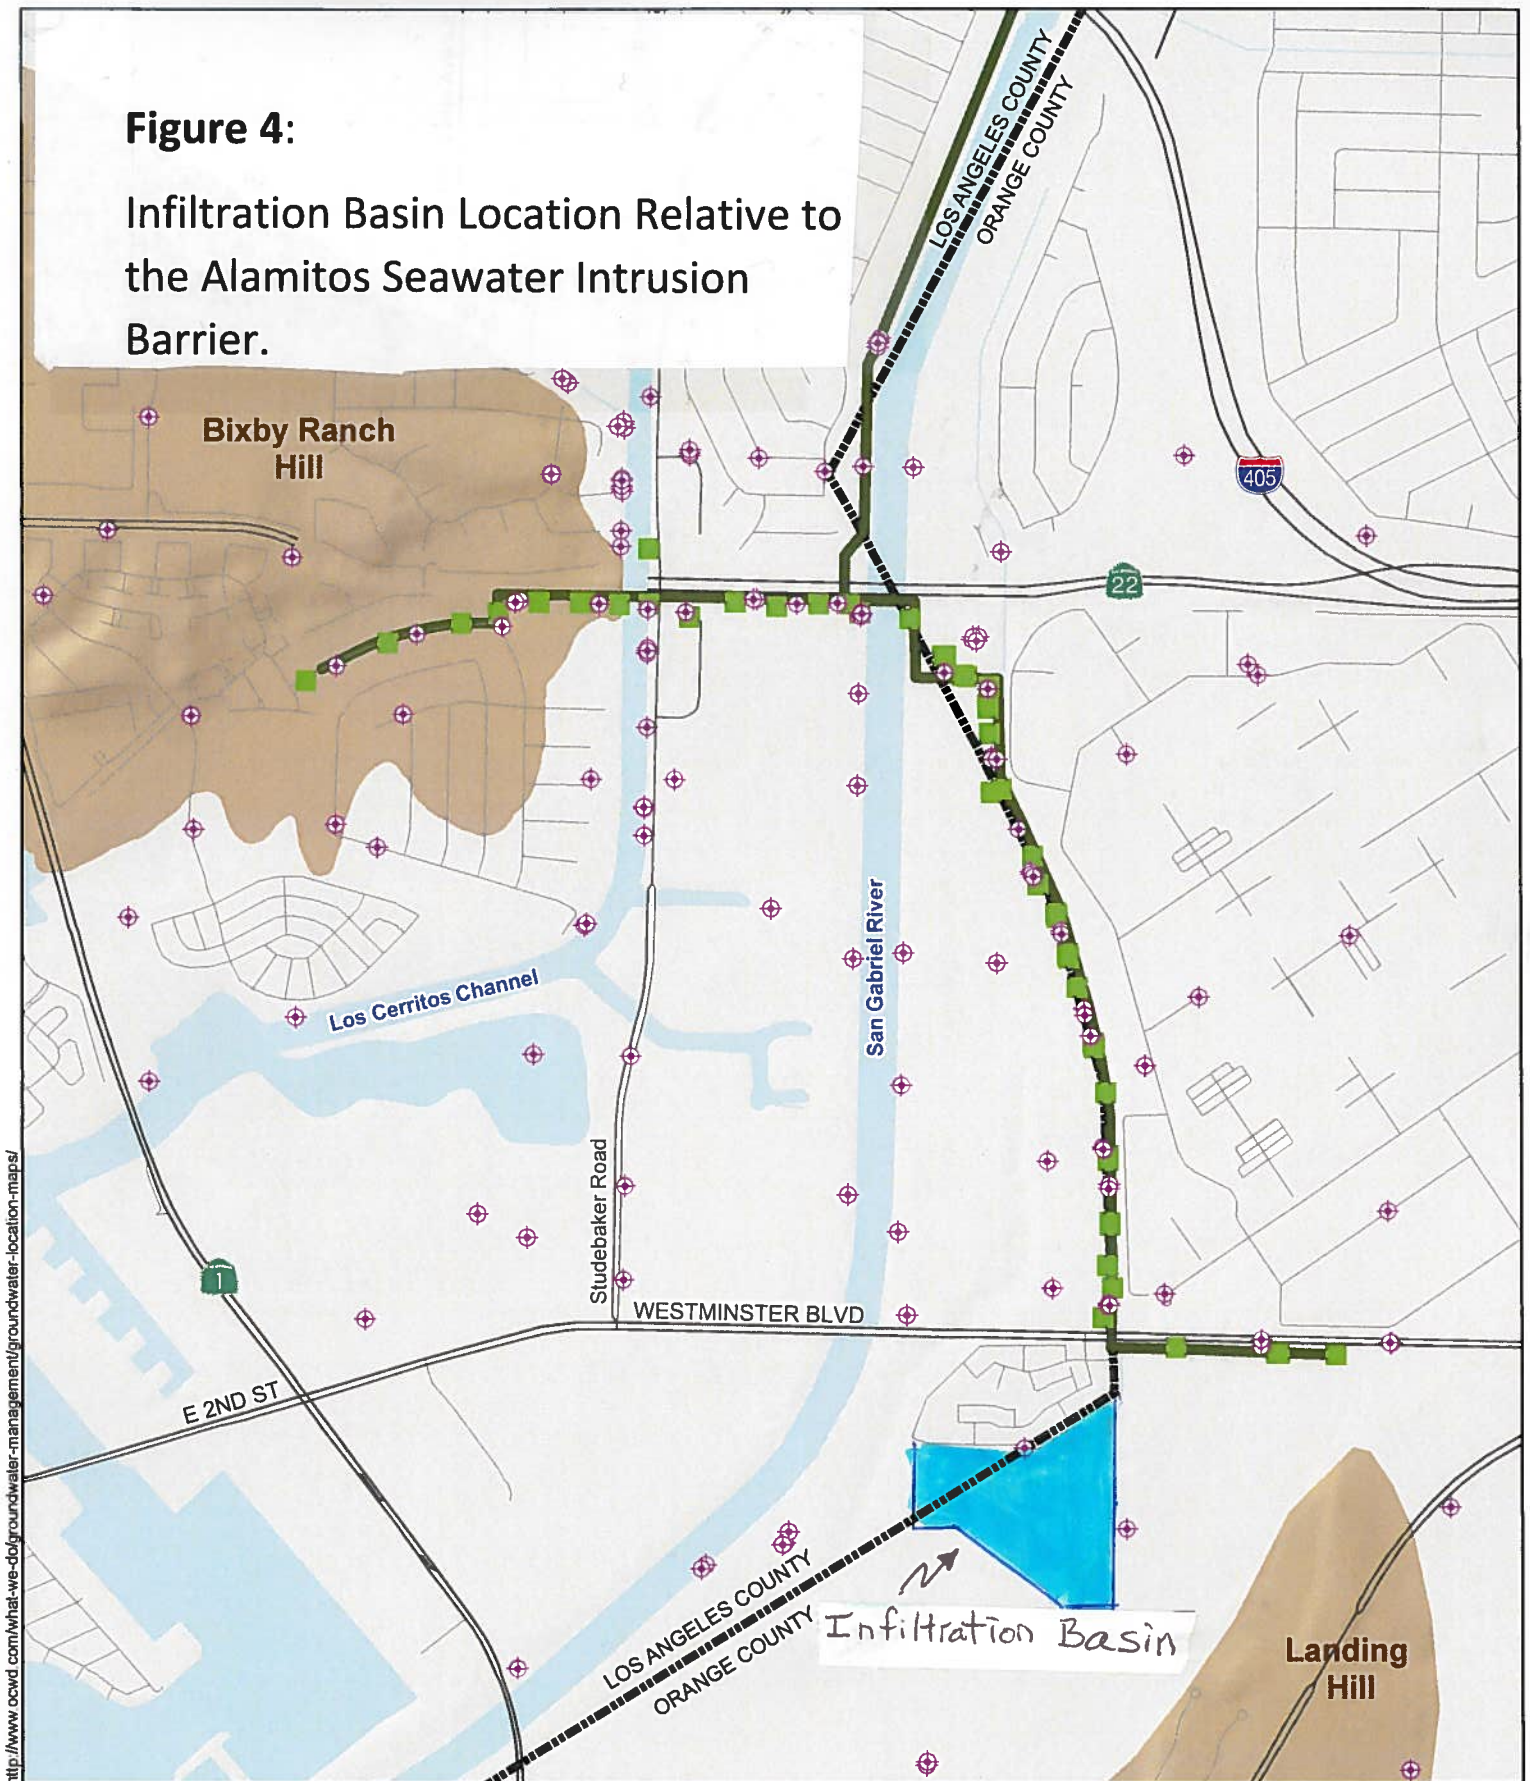 Figure 4:
Infiltration Basin Location Relative to
the Alamitos Seawater Intrusion
Barrier.
LOS ANGELES COUNTY
ORANGE COUNTY
Bixby Ranch
Hill
405
22
San Gabriel River
Los Cerritos Channel
Studebaker Road
1
WESTMINSTER BLVD
E 2ND ST
LOS ANGELES COUNTY
ORANGE COUNTY
Infiltration Basin
Landing
Hill
http://www.ocwd.com/what-we-do/groundwater-management/groundwater-location-maps/